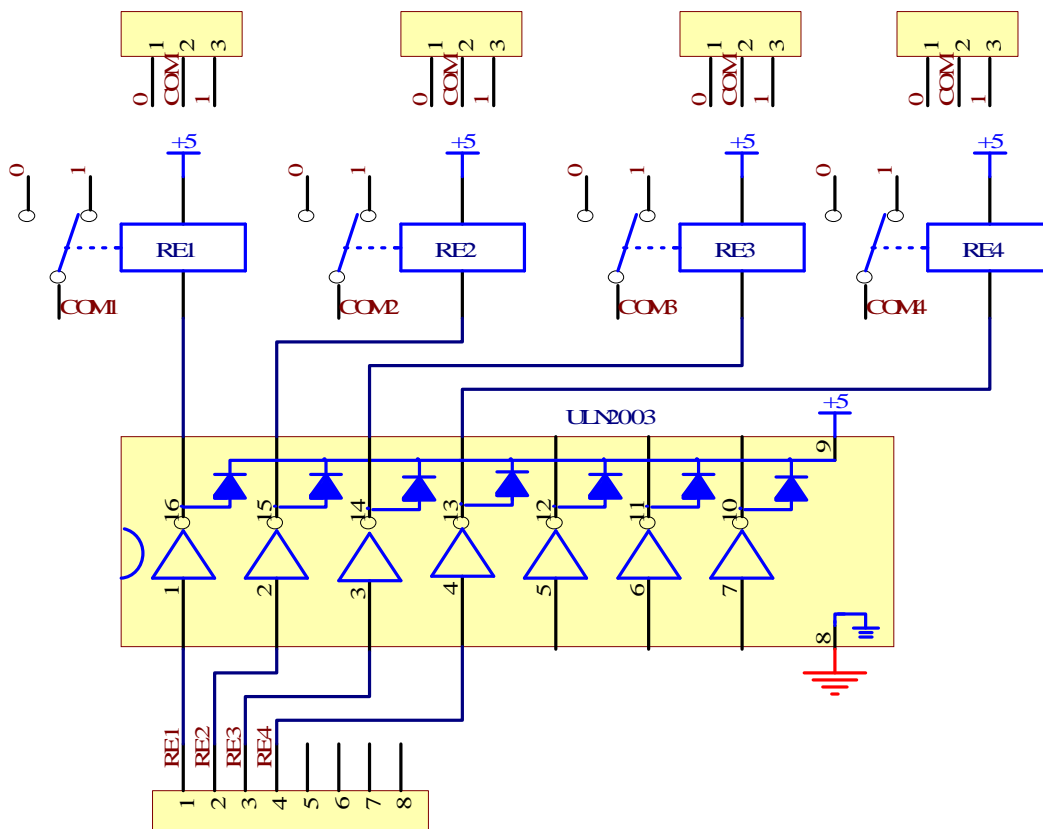 1 2 3 1 2 3 1 2 3 1 2 3
0 COM 1 0 COM 1 0 COM 1 0 COM 1
+5 +5 +5 +5
0 1 0 1 0 1 0 1
RE1 RE2 RE3 RE4
COM1 COM2 COM3 COM4
+5
ULN2003
9
16 15 14 13 12 11 10
1 2 3 4 5 6 7
8
RE1 RE2 RE3 RE4
1 2 3 4 5 6 7 8